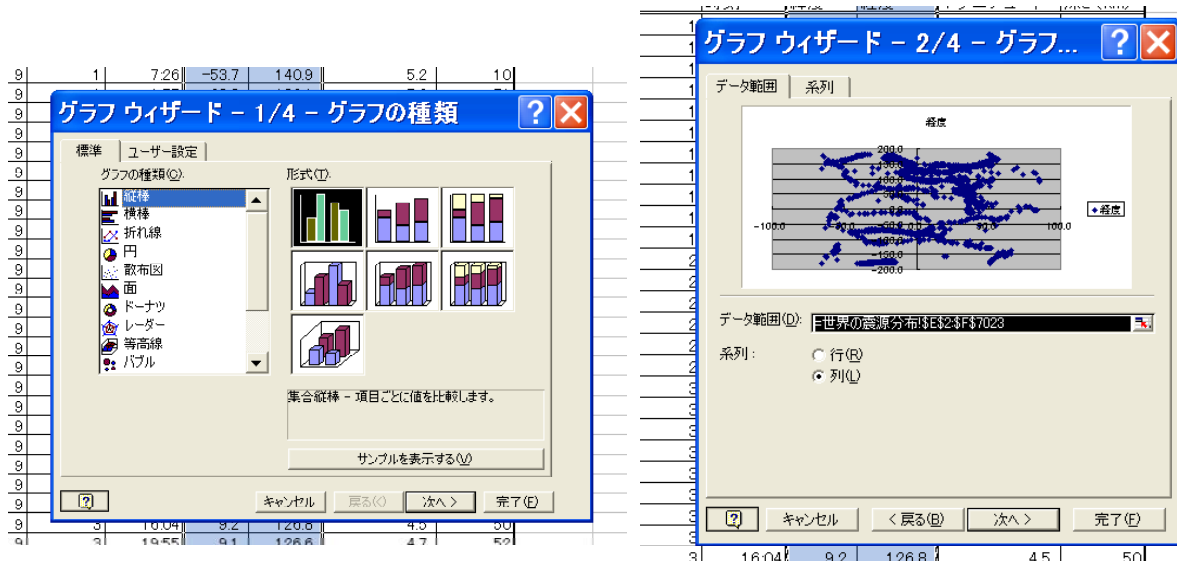 9 1 7:26 -53.7 140.9 5.2 10
9
グラフ ウィザード - 1/4 - グラフの種類
標準 ユーザー設定
グラフの種類(C): 形式(T):
縦棒
横棒
折れ線
円
散布図
面
ドーナツ
レーダー
等高線
バブル
集合縦棒 - 項目ごとに値を比較します。
サンプルを表示する(V)
キャンセル 戻る(<) 次へ > 完了(F)
9 3 16:04 9.2 126.8 4.5 50
9 3 19:55 9.1 126.6 4.7 52
グラフ ウィザード - 2/4 - グラフ...
データ範囲 系列
経度
200.0
-100.0 50.0 100.0
-200.0
経度
データ範囲(D): =世界の震源分布!$E$2:$F$7023
系列: 行(R)
列(L)
キャンセル < 戻る(B) 次へ > 完了(F)
3 16:04 9.2 126.8 4.5 50